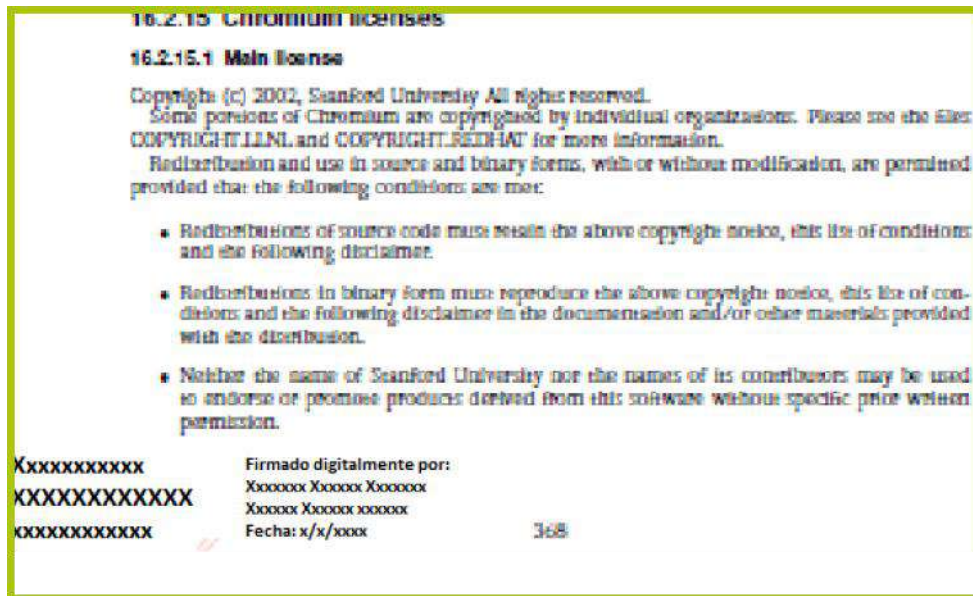 16.2.15 Chromium licenses
16.2.15.1 Main license
Copyright (c) 2002, Stanford University All rights reserved.
Some portions of Chromium are copyrighted by individual organizations. Please see the files
COPYRIGHT.LLNL and COPYRIGHT.REDHAT for more information.
Redistribution and use in source and binary forms, with or without modification, are permitted
provided that the following conditions are met:
• Redistributions of source code must retain the above copyright notice, this list of conditions
and the following disclaimer.
• Redistributions in binary form must reproduce the above copyright notice, this list of con-
ditions and the following disclaimer in the documentation and/or other materials provided
with the distribution.
• Neither the name of Stanford University nor the names of its contributors may be used
to endorse or promote products derived from this software without specific prior written
permission.
Xxxxxxxxxxx
XXXXXXXXXXXX
xxxxxxxxxxxx
Firmado digitalmente por:
Xxxxxxx Xxxxxx Xxxxxxx
Xxxxxx Xxxxxx xxxxxx
Fecha: x/x/xxxx
368